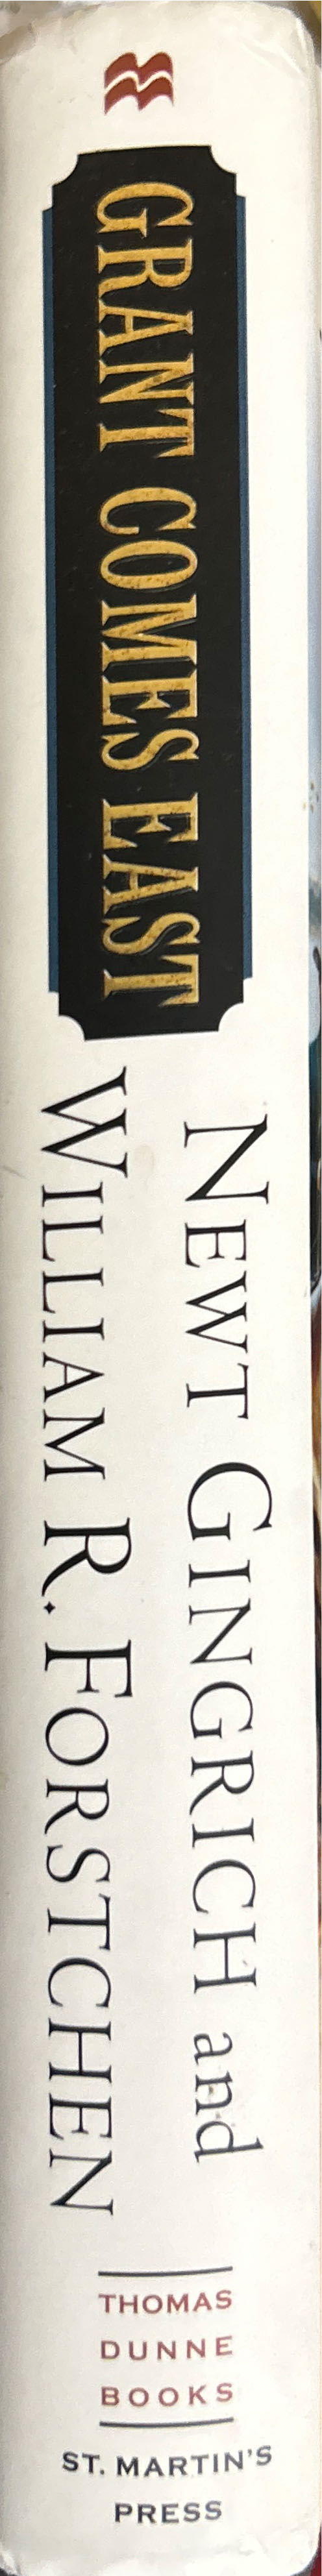 GRANT COMES EAST
NEWT GINGRICH and
WILLIAM R. FORSTCHEN
THOMAS
DUNNE
BOOKS
ST. MARTIN'S
PRESS